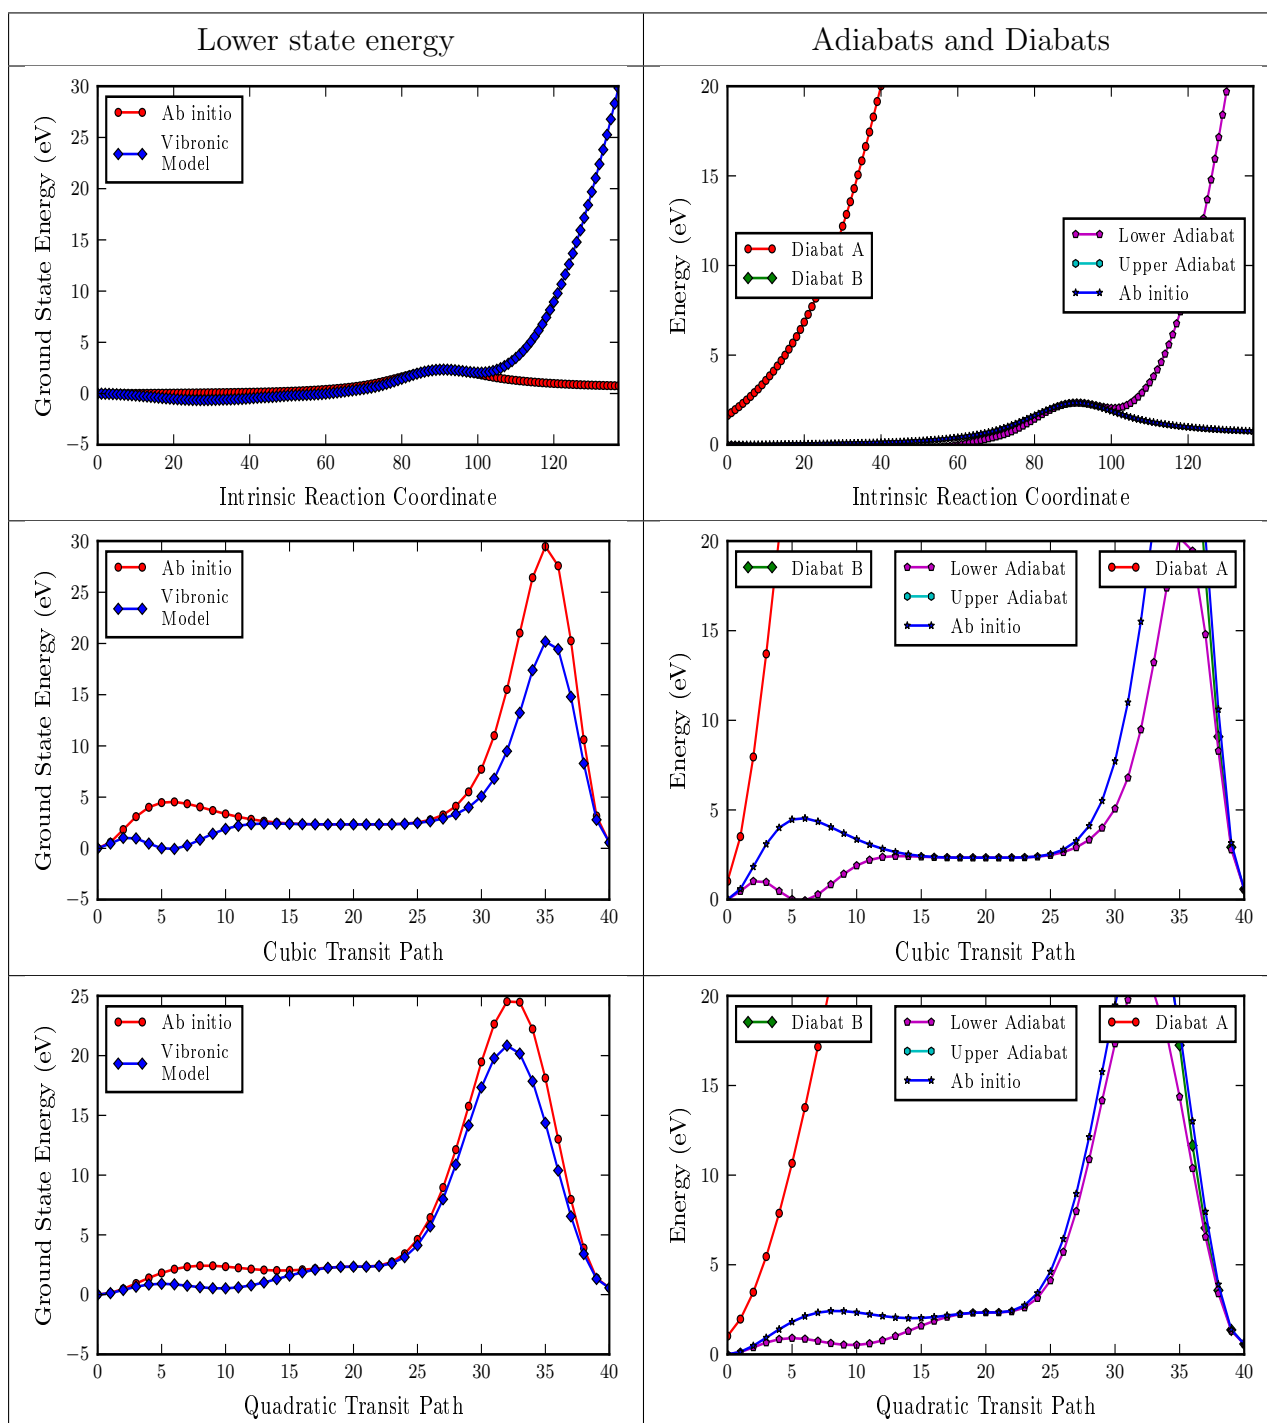 Lower state energy
Adiabats and Diabats
30
25
20
15
10
5
0
−5
Ground State Energy (eV)
Ab initio
Vibronic
Model
0 20 40 60 80 100 120
Intrinsic Reaction Coordinate
20
15
10
5
0
Energy (eV)
Diabat A
Diabat B
Lower Adiabat
Upper Adiabat
Ab initio
0 20 40 60 80 100 120
Intrinsic Reaction Coordinate
30
25
20
15
10
5
0
−5
Ground State Energy (eV)
Ab initio
Vibronic
Model
0 5 10 15 20 25 30 35 40
Cubic Transit Path
20
15
10
5
0
Energy (eV)
Diabat B
Lower Adiabat
Upper Adiabat
Ab initio
Diabat A
0 5 10 15 20 25 30 35 40
Cubic Transit Path
25
20
15
10
5
0
−5
Ground State Energy (eV)
Ab initio
Vibronic
Model
0 5 10 15 20 25 30 35 40
Quadratic Transit Path
20
15
10
5
0
Energy (eV)
Diabat B
Lower Adiabat
Upper Adiabat
Ab initio
Diabat A
0 5 10 15 20 25 30 35 40
Quadratic Transit Path